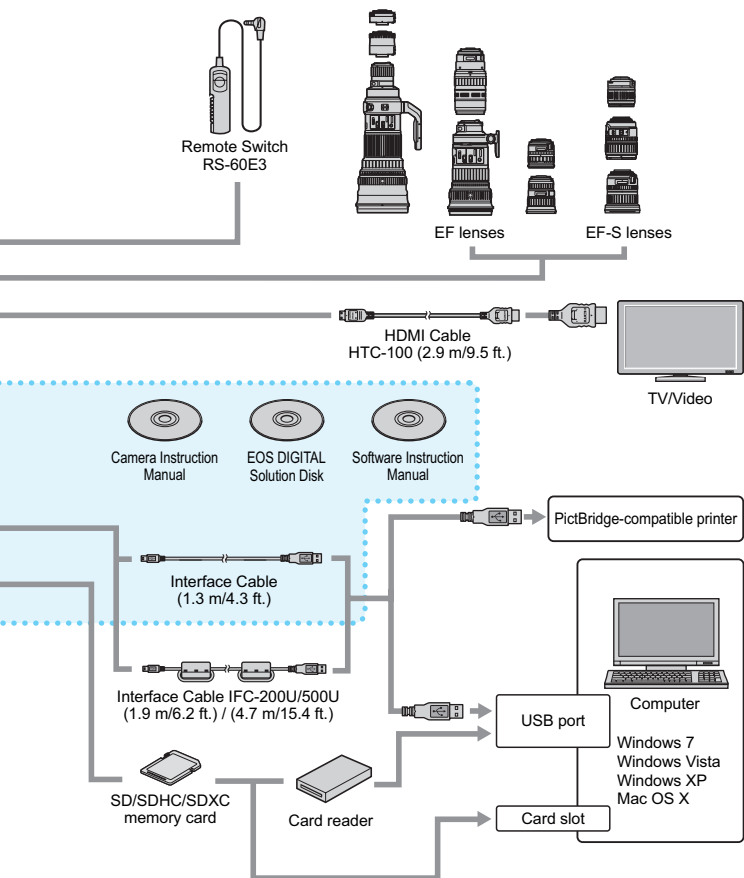 Remote Switch
RS-60E3
EF lenses
EF-S lenses
HDMI Cable
HTC-100 (2.9 m/9.5 ft.)
TV/Video
Camera Instruction
Manual
EOS DIGITAL
Solution Disk
Software Instruction
Manual
PictBridge-compatible printer
Interface Cable
(1.3 m/4.3 ft.)
Interface Cable IFC-200U/500U
(1.9 m/6.2 ft.) / (4.7 m/15.4 ft.)
USB port
Computer
Windows 7
Windows Vista
Windows XP
Mac OS X
SD/SDHC/SDXC
memory card
Card reader
Card slot